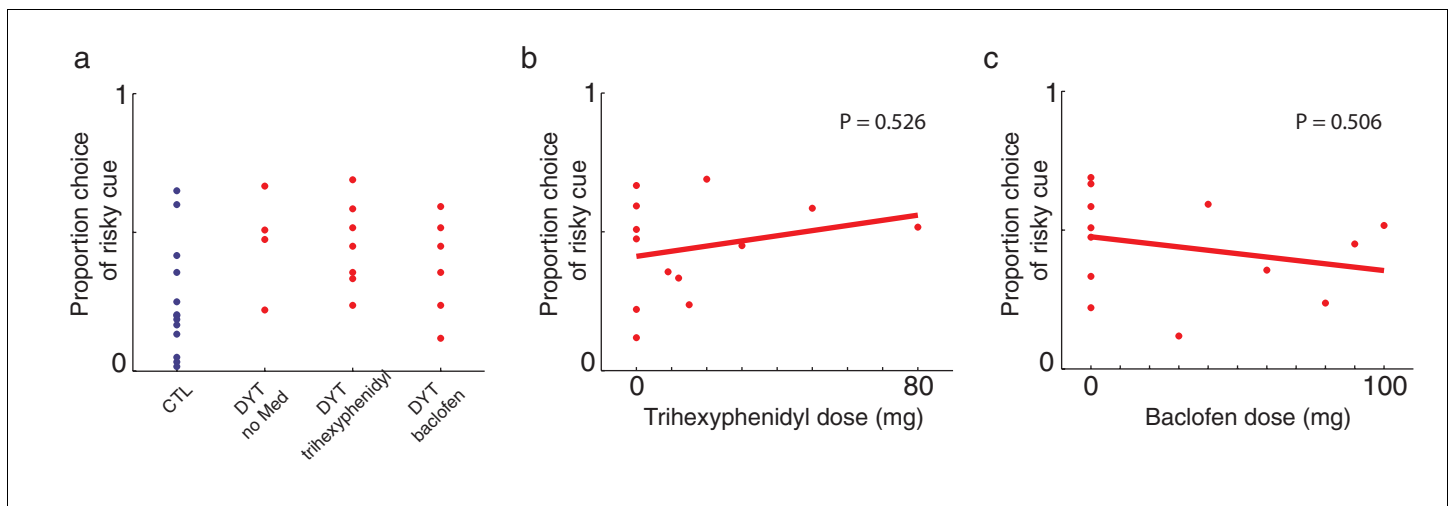 a
1
Proportion choice
of risky cue
0
CTL
DYT
no Med
DYT
trihexyphenidyl
DYT
baclofen
b
1
P = 0.526
Proportion choice
of risky cue
0
0
80
Trihexyphenidyl dose (mg)
c
1
P = 0.506
Proportion choice
of risky cue
0
0
100
Baclofen dose (mg)